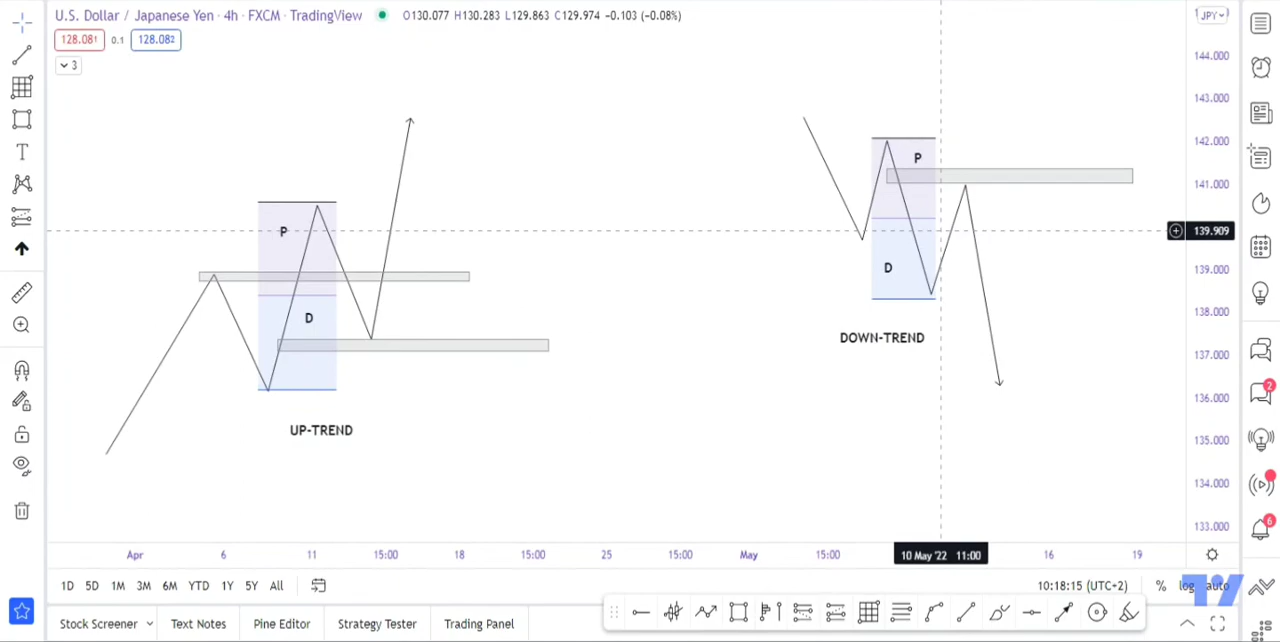 U.S. Dollar / Japanese Yen · 4h · FXCM · TradingView O130.077 H130.283 L129.863 C129.974 −0.103 (−0.08%)
JPY
128.081 0.1 128.082
3
144.000
143.000
142.000
141.000
139.909
139.000
138.000
137.000
136.000
135.000
134.000
133.000
P
D
UP-TREND
P
D
DOWN-TREND
T
2
6
Apr 6 11 15:00 18 15:00 25 15:00 May 15:00 10 May '22 11:00 16 19
1D 5D 1M 3M 6M YTD 1Y 5Y All 10:18:15 (UTC+2) % log auto
Stock Screener Text Notes Pine Editor Strategy Tester Trading Panel